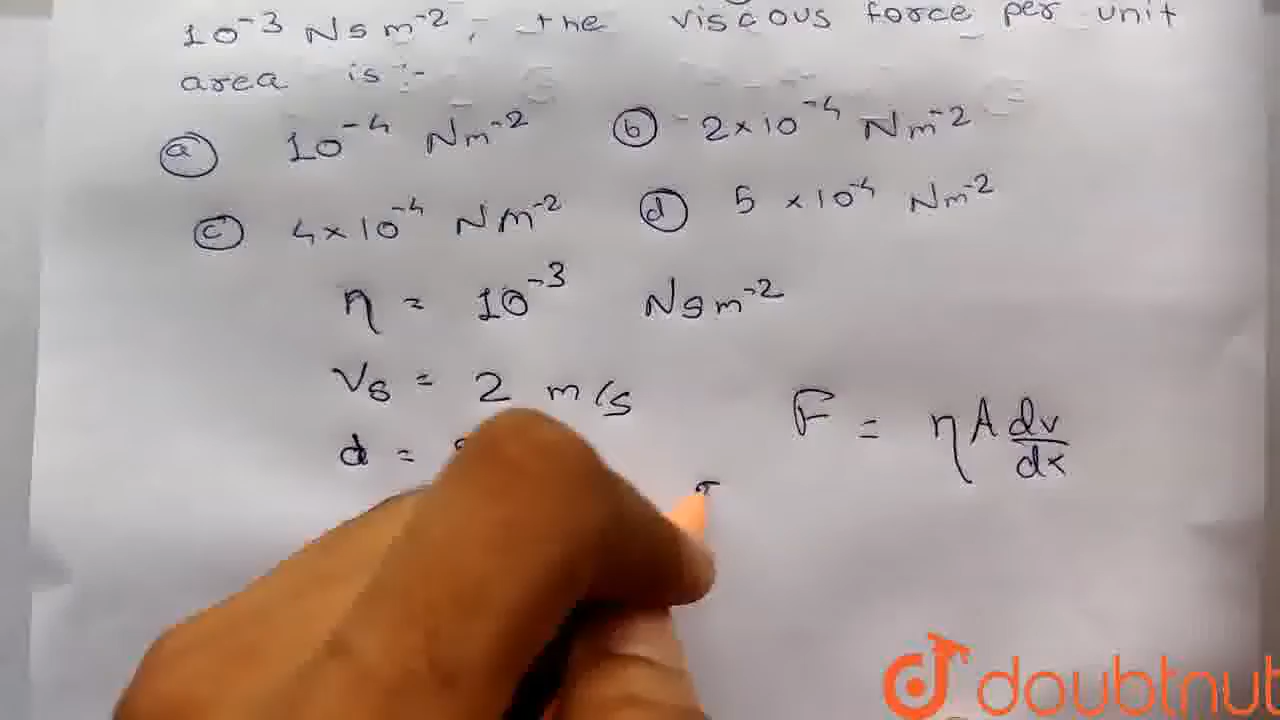 10⁻³ Nsm⁻², the viscous force per unit
area is :-
(a) 10⁻⁴ Nm⁻² (b) 2×10⁻⁴ Nm⁻²
(c) 4×10⁻⁴ Nm⁻² (d) 5 ×10⁻⁴ Nm⁻²
η = 10⁻³ Nsm⁻²
Vs = 2 m/s
F = ηA dv/dx
d =
doubtnut